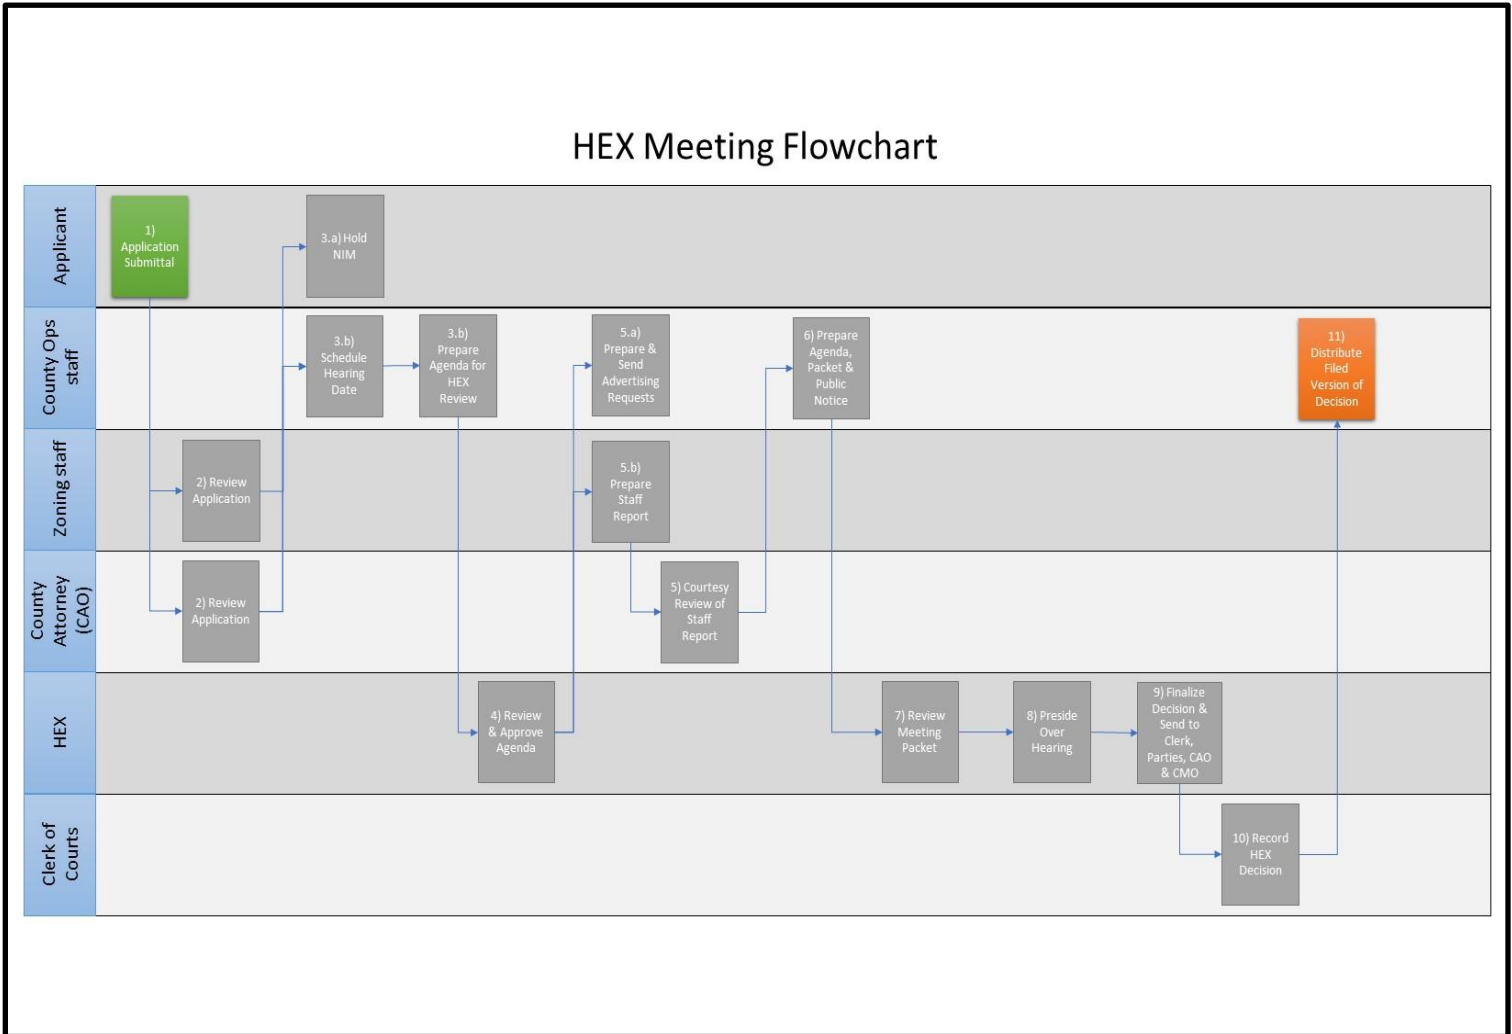 HEX Meeting Flowchart
Applicant
1)
Application
Submittal
3.a) Hold
NIM
County Ops
staff
3.b)
Schedule
Hearing
Date
3.b)
Prepare
Agenda for
HEX
Review
5.a)
Prepare &
Send
Advertising
Requests
6) Prepare
Agenda,
Packet &
Public
Notice
11)
Distribute
Filed
Version of
Decision
Zoning staff
2) Review
Application
5.b)
Prepare
Staff
Report
County
Attorney
(CAO)
2) Review
Application
5) Courtesy
Review of
Staff
Report
HEX
4) Review
& Approve
Agenda
7) Review
Meeting
Packet
8) Preside
Over
Hearing
9) Finalize
Decision &
Send to
Clerk,
Parties, CAO
& CMO
Clerk of
Courts
10) Record
HEX
Decision